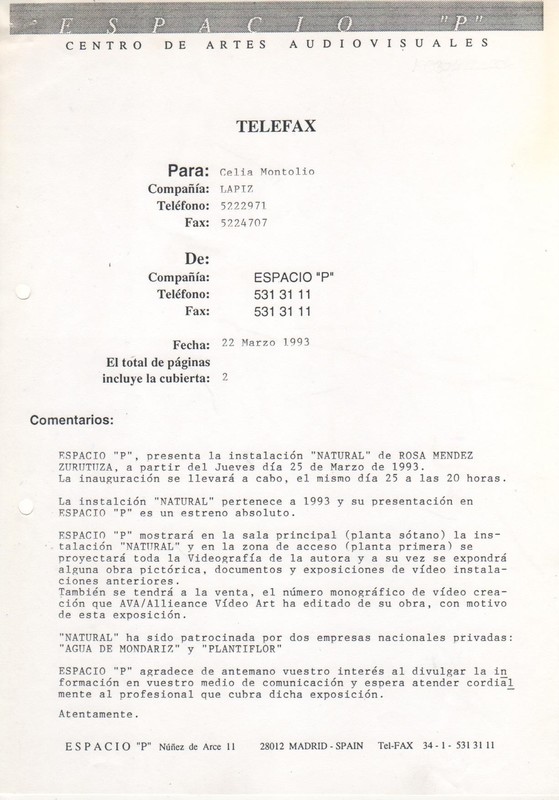 ESPACIO "P"
CENTRO DE ARTES AUDIOVISUALES
TELEFAX
Para: Celia Montolio
Compañía: LAPIZ
Teléfono: 5222971
Fax: 5224707
De:
Compañía: ESPACIO "P"
Teléfono: 531 31 11
Fax: 531 31 11
Fecha: 22 Marzo 1993
El total de páginas
incluye la cubierta: 2
Comentarios:
ESPACIO "P", presenta la instalación "NATURAL" de ROSA MENDEZ
ZURUTUZA, a partir del Jueves día 25 de Marzo de 1993.
La inauguración se llevará a cabo, el mismo día 25 a las 20 horas.
La instalción "NATURAL" pertenece a 1993 y su presentación en
ESPACIO "P" es un estreno absoluto.
ESPACIO "P" mostrará en la sala principal (planta sótano) la ins-
talación "NATURAL" y en la zona de acceso (planta primera) se
proyectará toda la Videografía de la autora y a su vez se expondrá
alguna obra pictórica, documentos y exposiciones de vídeo instala-
ciones anteriores.
También se tendrá a la venta, el número monográfico de vídeo crea-
ción que AVA/Allieance Vídeo Art ha editado de su obra, con motivo
de esta exposición.
"NATURAL" ha sido patrocinada por dos empresas nacionales privadas:
"AGUA DE MONDARIZ" y "PLANTIFLOR"
ESPACIO "P" agradece de antemano vuestro interés al divulgar la in
formación en vuestro medio de comunicación y espera atender cordial
mente al profesional que cubra dicha exposición.
Atentamente.
ESPACIO "P" Núñez de Arce 11 28012 MADRID - SPAIN Tel-FAX 34 - 1 - 531 31 11